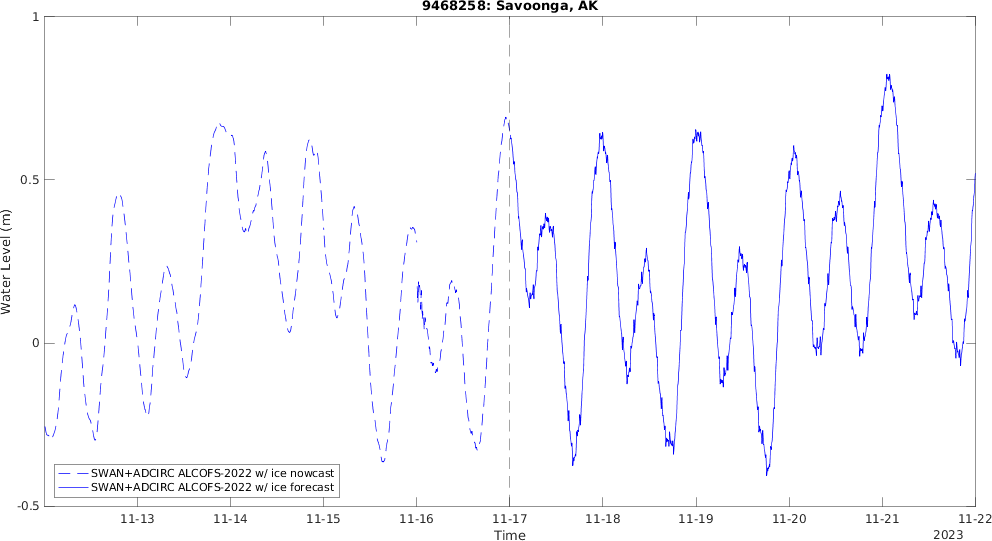 9468258: Savoonga, AK
1
0.5
0
-0.5
Water Level (m)
SWAN+ADCIRC ALCOFS-2022 w/ ice nowcast
SWAN+ADCIRC ALCOFS-2022 w/ ice forecast
11-13 11-14 11-15 11-16 11-17 11-18 11-19 11-20 11-21 11-22
Time
2023